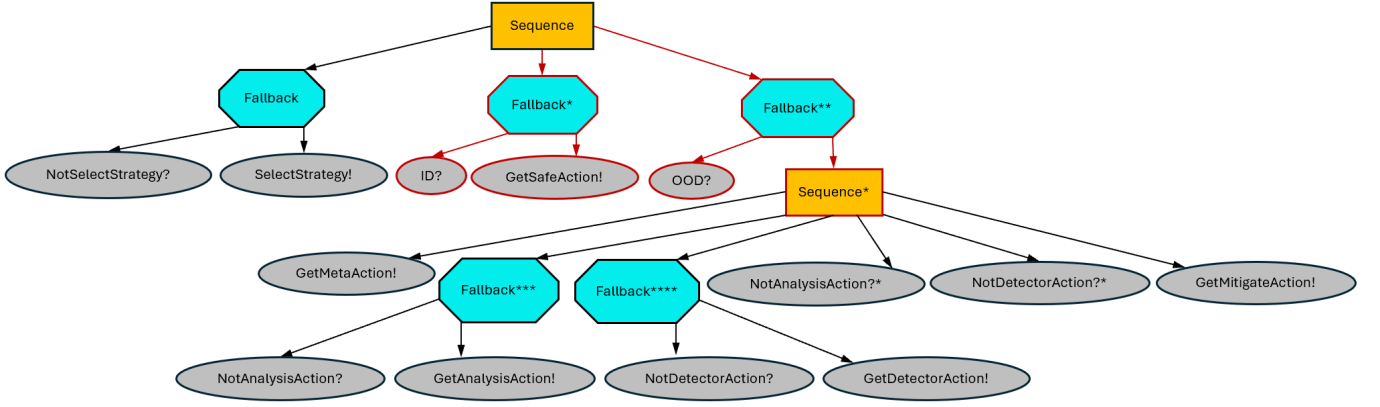 Sequence
Fallback
Fallback*
Fallback**
NotSelectStrategy?
SelectStrategy!
ID?
GetSafeAction!
OOD?
Sequence*
GetMetaAction!
Fallback***
Fallback****
NotAnalysisAction?*
NotDetectorAction?*
GetMitigateAction!
NotAnalysisAction?
GetAnalysisAction!
NotDetectorAction?
GetDetectorAction!